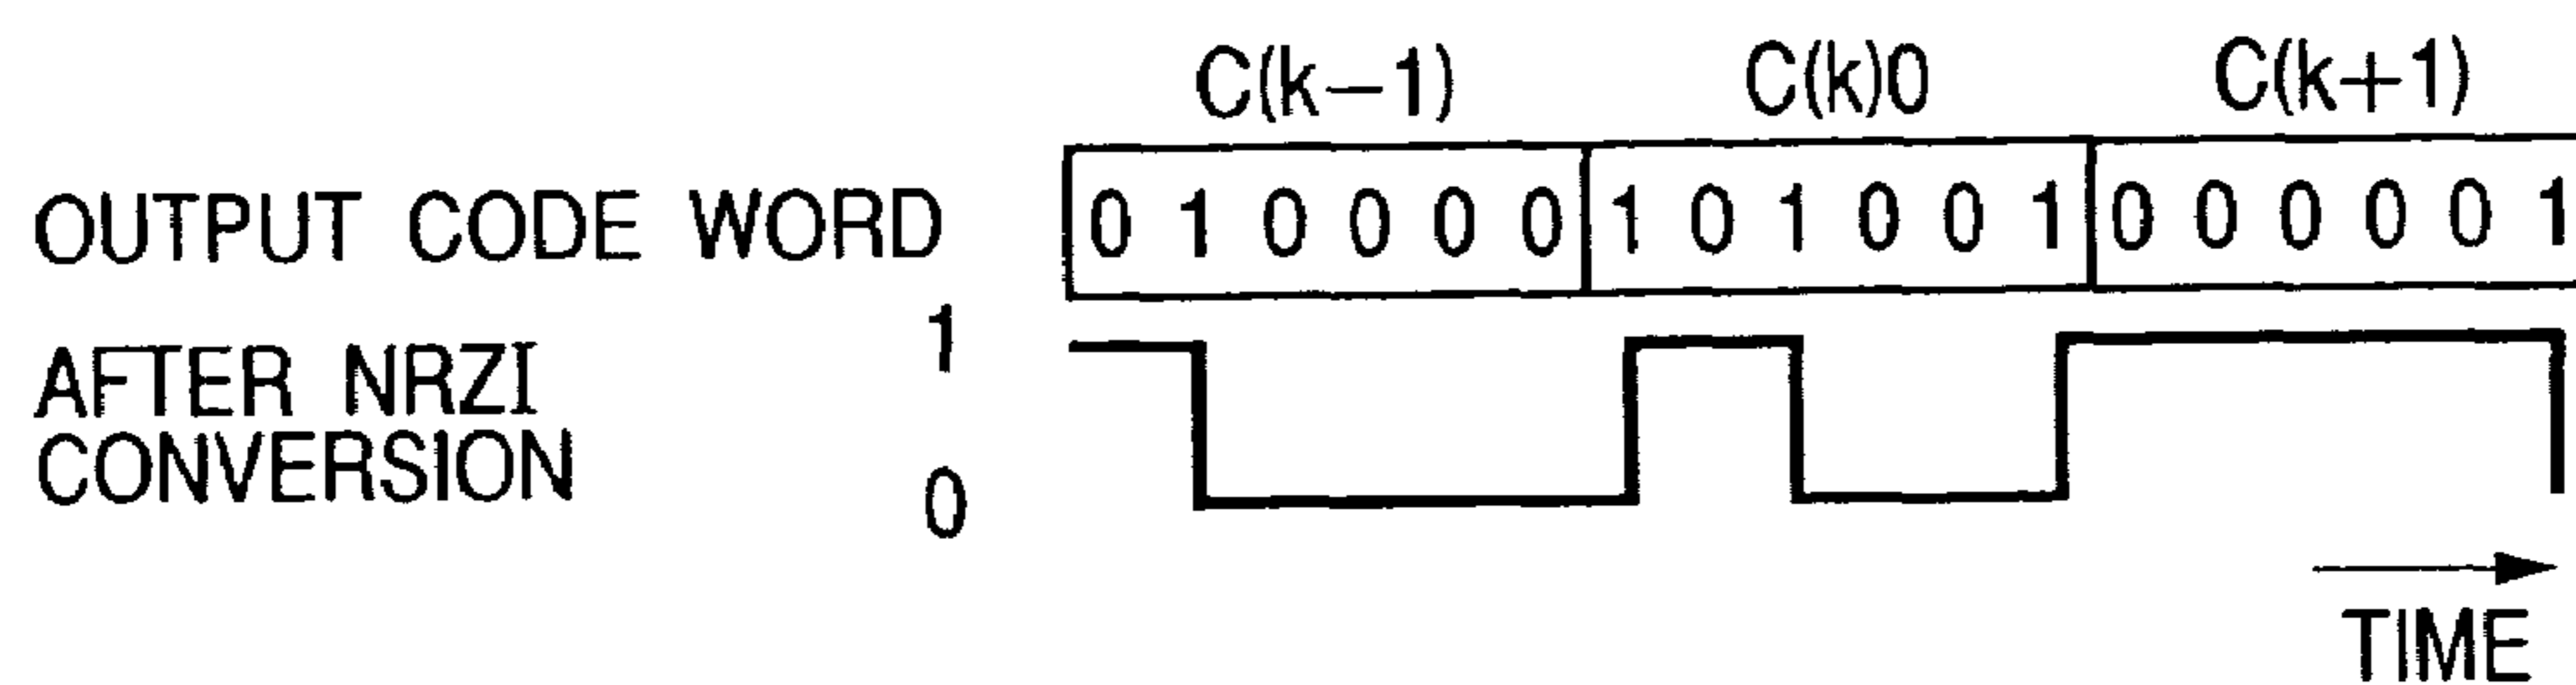 C(k−1) C(k)0 C(k+1)
OUTPUT CODE WORD 0 1 0 0 0 0 1 0 1 0 0 1 0 0 0 0 0 1
1
AFTER NRZI
CONVERSION
0
TIME